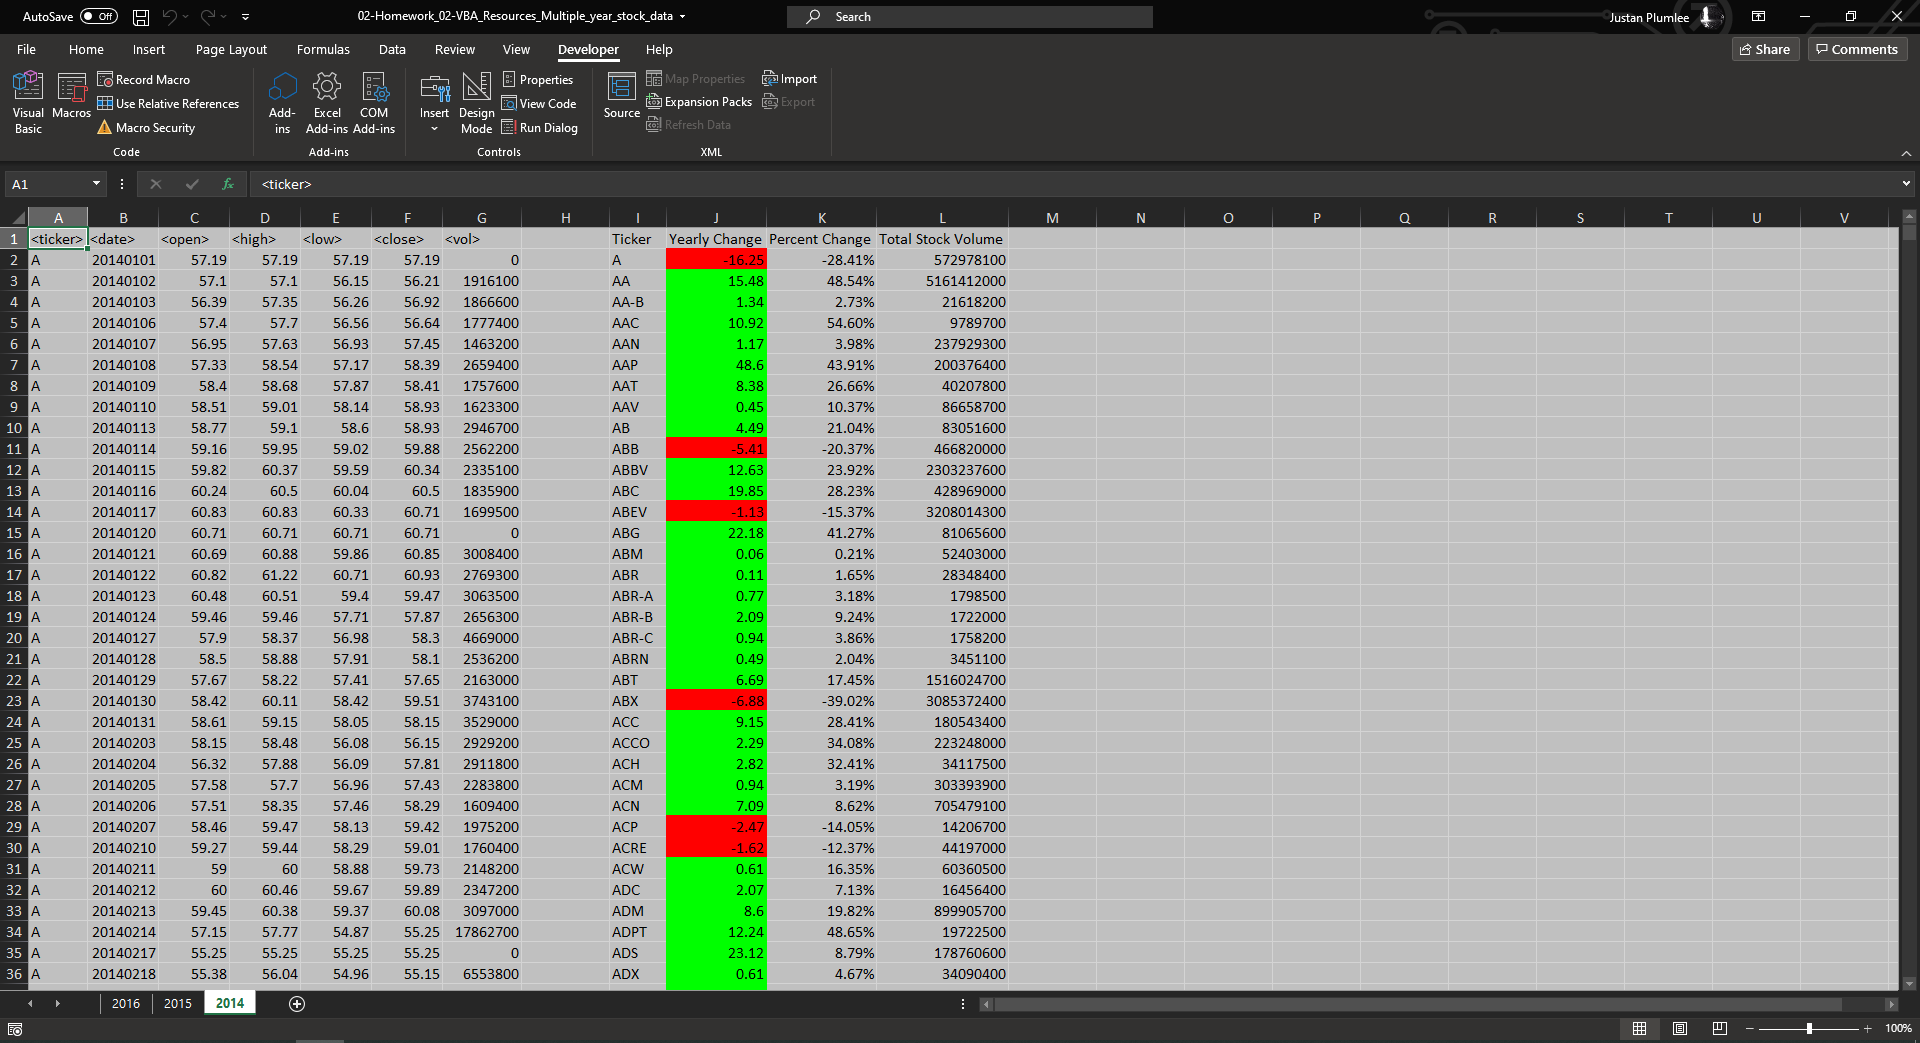 AutoSave Off 02-Homework_02-VBA_Resources_Multiple_year_stock_data Search Justan Plumlee
File Home Insert Page Layout Formulas Data Review View Developer Help Share Comments
Visual Basic Macros Record Macro Use Relative References Macro Security
Add-ins Excel Add-ins COM Add-ins
Insert Design Mode Properties View Code Run Dialog
Source Map Properties Expansion Packs Refresh Data Import Export
Code Add-ins Controls XML
A1 fx <ticker>
A B C D E F G H I J K L M N O P Q R S T U V
1 <ticker> <date> <open> <high> <low> <close> <vol> Ticker Yearly Change Percent Change Total Stock Volume
2 A 20140101 57.19 57.19 57.19 57.19 0 A -16.25 -28.41% 572978100
3 A 20140102 57.1 57.1 56.15 56.21 1916100 AA 15.48 48.54% 5161412000
4 A 20140103 56.39 57.35 56.26 56.92 1866600 AA-B 1.34 2.73% 21618200
5 A 20140106 57.4 57.7 56.56 56.64 1777400 AAC 10.92 54.60% 9789700
6 A 20140107 56.95 57.63 56.93 57.45 1463200 AAN 1.17 3.98% 237929300
7 A 20140108 57.33 58.54 57.17 58.39 2659400 AAP 48.6 43.91% 200376400
8 A 20140109 58.4 58.68 57.87 58.41 1757600 AAT 8.38 26.66% 40207800
9 A 20140110 58.51 59.01 58.14 58.93 1623300 AAV 0.45 10.37% 86658700
10 A 20140113 58.77 59.1 58.6 58.93 2946700 AB 4.49 21.04% 83051600
11 A 20140114 59.16 59.95 59.02 59.88 2562200 ABB -5.41 -20.37% 466820000
12 A 20140115 59.82 60.37 59.59 60.34 2335100 ABBV 12.63 23.92% 2303237600
13 A 20140116 60.24 60.5 60.04 60.5 1835900 ABC 19.85 28.23% 428969000
14 A 20140117 60.83 60.83 60.33 60.71 1699500 ABEV -1.13 -15.37% 3208014300
15 A 20140120 60.71 60.71 60.71 60.71 0 ABG 22.18 41.27% 81065600
16 A 20140121 60.69 60.88 59.86 60.85 3008400 ABM 0.06 0.21% 52403000
17 A 20140122 60.82 61.22 60.71 60.93 2769300 ABR 0.11 1.65% 28348400
18 A 20140123 60.48 60.51 59.4 59.47 3063500 ABR-A 0.77 3.18% 1798500
19 A 20140124 59.46 59.46 57.71 57.87 2656300 ABR-B 2.09 9.24% 1722000
20 A 20140127 57.9 58.37 56.98 58.3 4669000 ABR-C 0.94 3.86% 1758200
21 A 20140128 58.5 58.88 57.91 58.1 2536200 ABRN 0.49 2.04% 3451100
22 A 20140129 57.67 58.22 57.41 57.65 2163000 ABT 6.69 17.45% 1516024700
23 A 20140130 58.42 60.11 58.42 59.51 3743100 ABX -6.88 -39.02% 3085372400
24 A 20140131 58.61 59.15 58.05 58.15 3529000 ACC 9.15 28.41% 180543400
25 A 20140203 58.15 58.48 56.08 56.15 2929200 ACCO 2.29 34.08% 223248000
26 A 20140204 56.32 57.88 56.09 57.81 2911800 ACH 2.82 32.41% 34117500
27 A 20140205 57.58 57.7 56.96 57.43 2283800 ACM 0.94 3.19% 303393900
28 A 20140206 57.51 58.35 57.46 58.29 1609400 ACN 7.09 8.62% 705479100
29 A 20140207 58.46 59.47 58.13 59.42 1975200 ACP -2.47 -14.05% 14206700
30 A 20140210 59.27 59.44 58.29 59.01 1760400 ACRE -1.62 -12.37% 44197000
31 A 20140211 59 60 58.88 59.73 2148200 ACW 0.61 16.35% 60360500
32 A 20140212 60 60.46 59.67 59.89 2347200 ADC 2.07 7.13% 16456400
33 A 20140213 59.45 60.38 59.37 60.08 3097000 ADM 8.6 19.82% 899905700
34 A 20140214 57.15 57.77 54.87 55.25 17862700 ADPT 12.24 48.65% 19722500
35 A 20140217 55.25 55.25 55.25 55.25 0 ADS 23.12 8.79% 178760600
36 A 20140218 55.38 56.04 54.96 55.15 6553800 ADX 0.61 4.67% 34090400
2016 2015 2014
100%